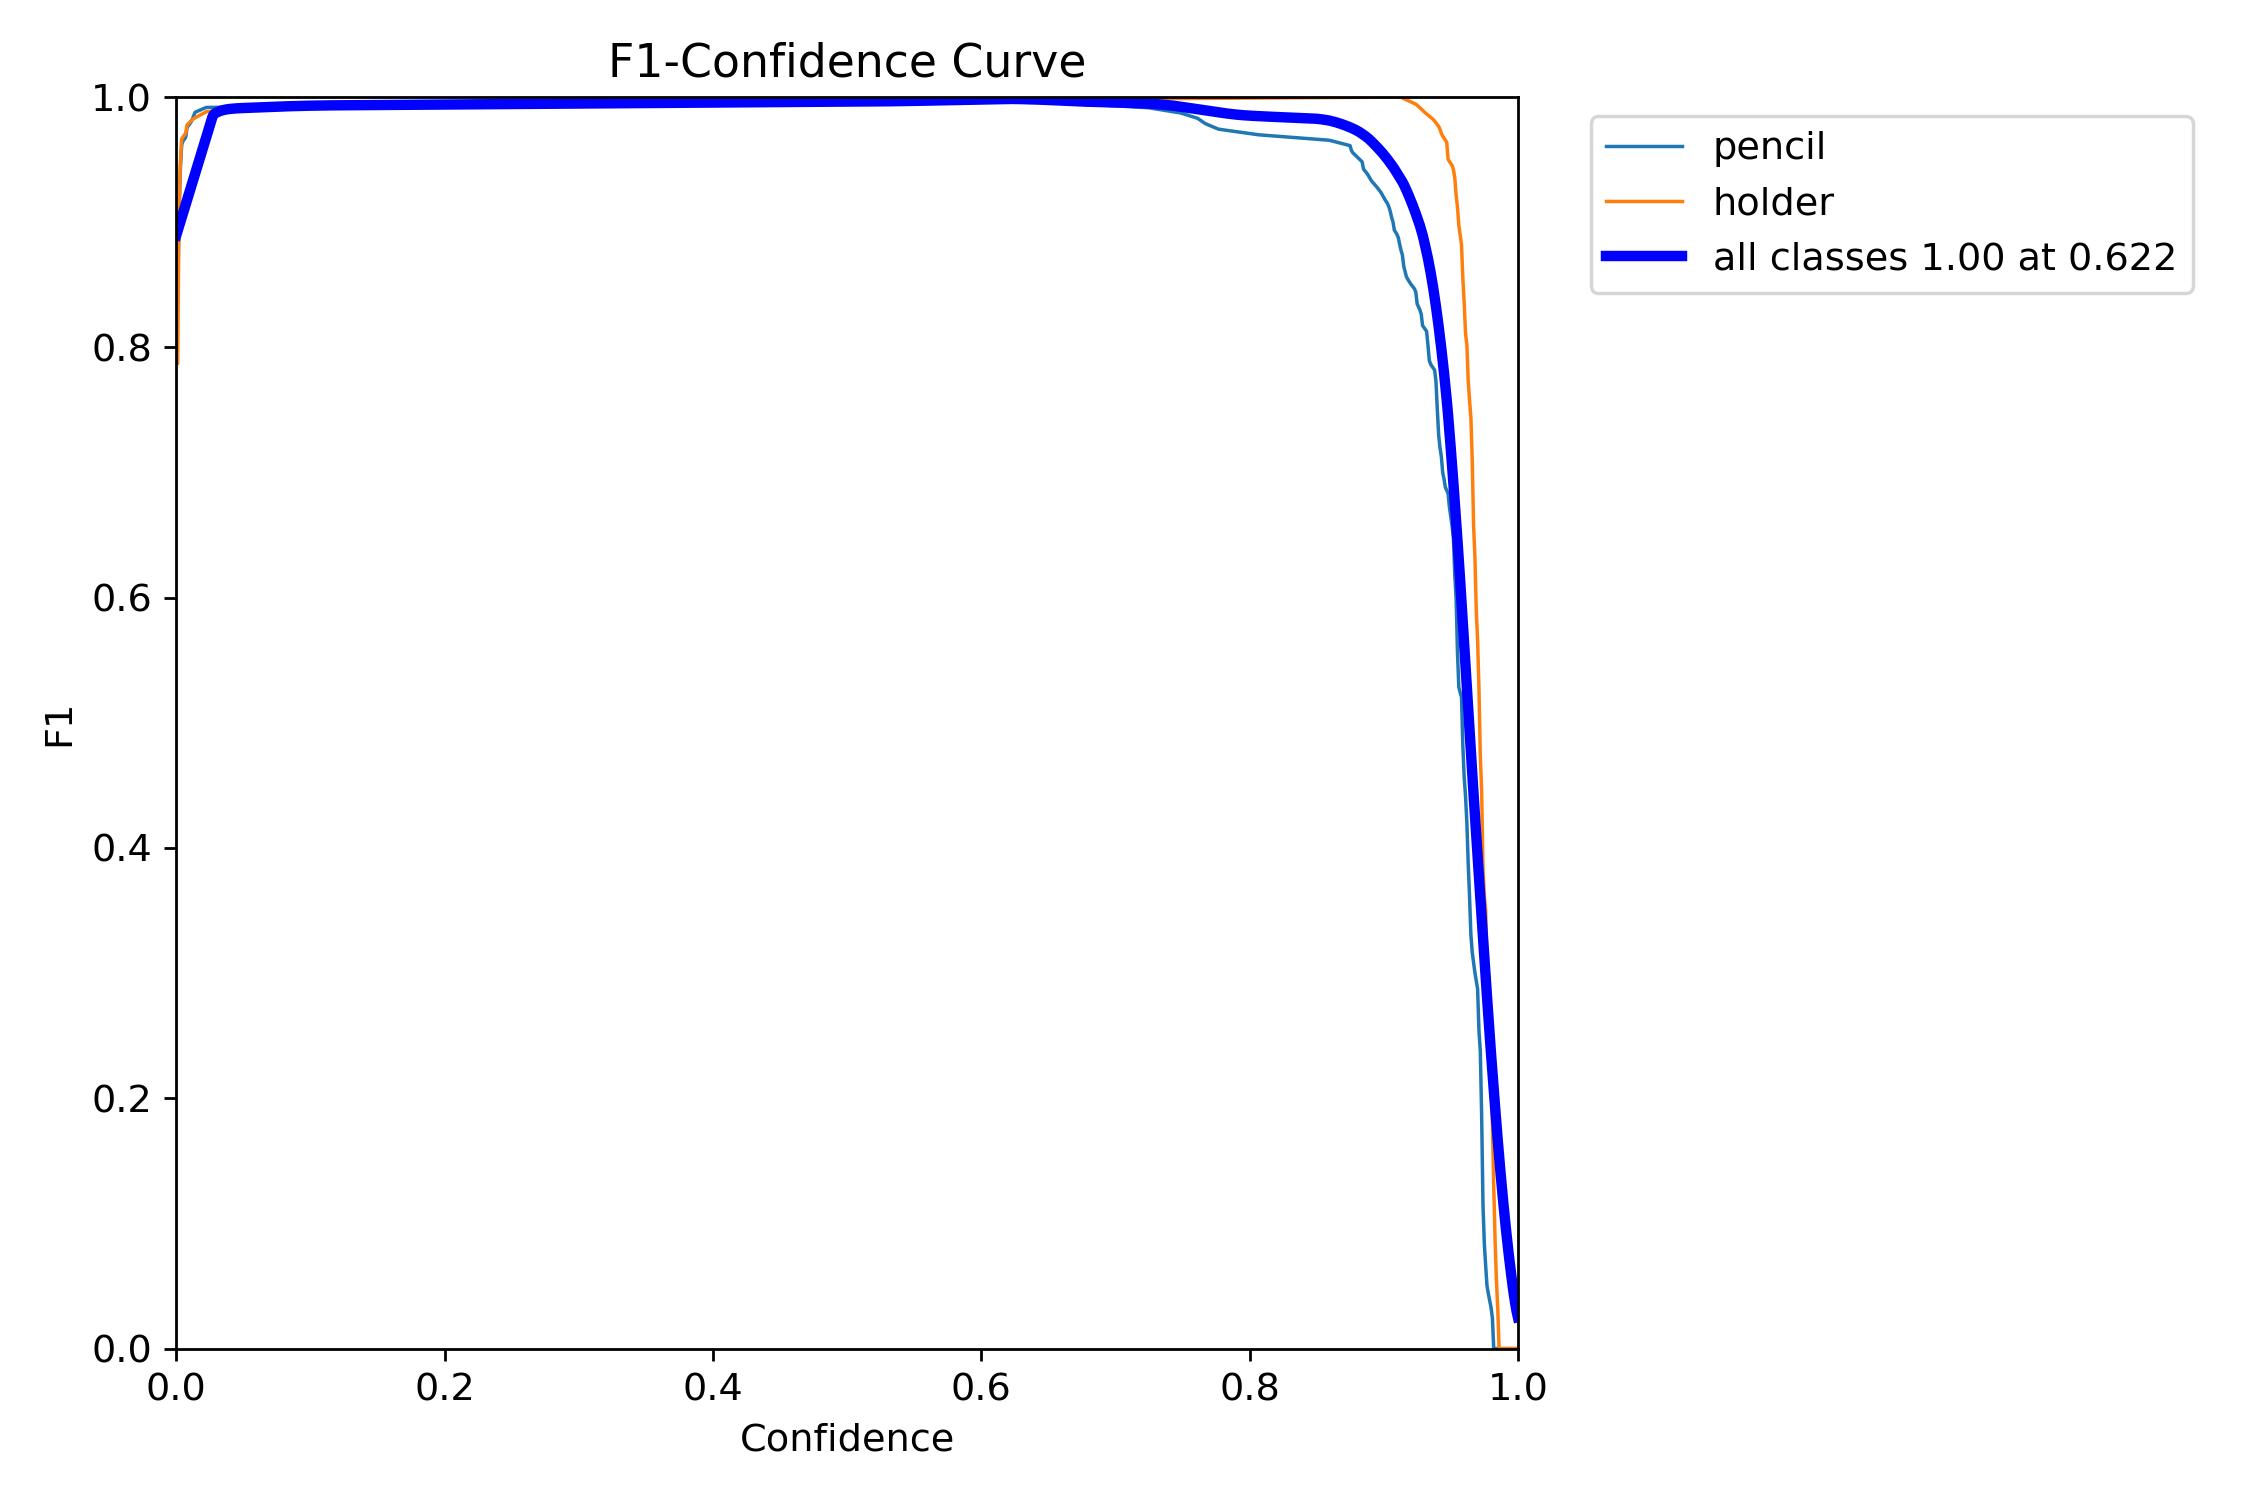 F1-Confidence Curve
1.0
0.8
0.6
0.4
0.2
0.0
F1
0.0 0.2 0.4 0.6 0.8 1.0
Confidence
pencil
holder
all classes 1.00 at 0.622